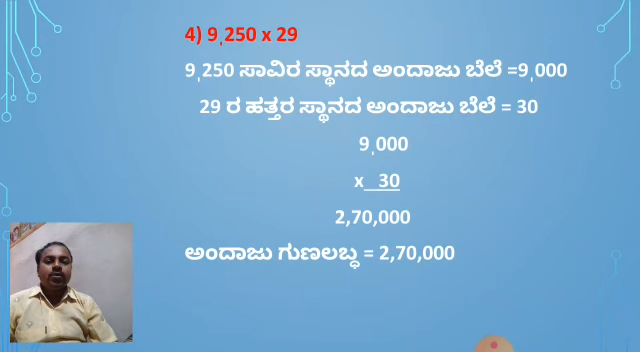 4) 9,250 x 29
9,250 ಸಾವಿರ ಸ್ಥಾನದ ಅಂದಾಜು ಬೆಲೆ =9,000
29 ರ ಹತ್ತರ ಸ್ಥಾನದ ಅಂದಾಜು ಬೆಲೆ = 30
9,000
x 30
2,70,000
ಅಂದಾಜು ಗುಣಲಬ್ಧ = 2,70,000